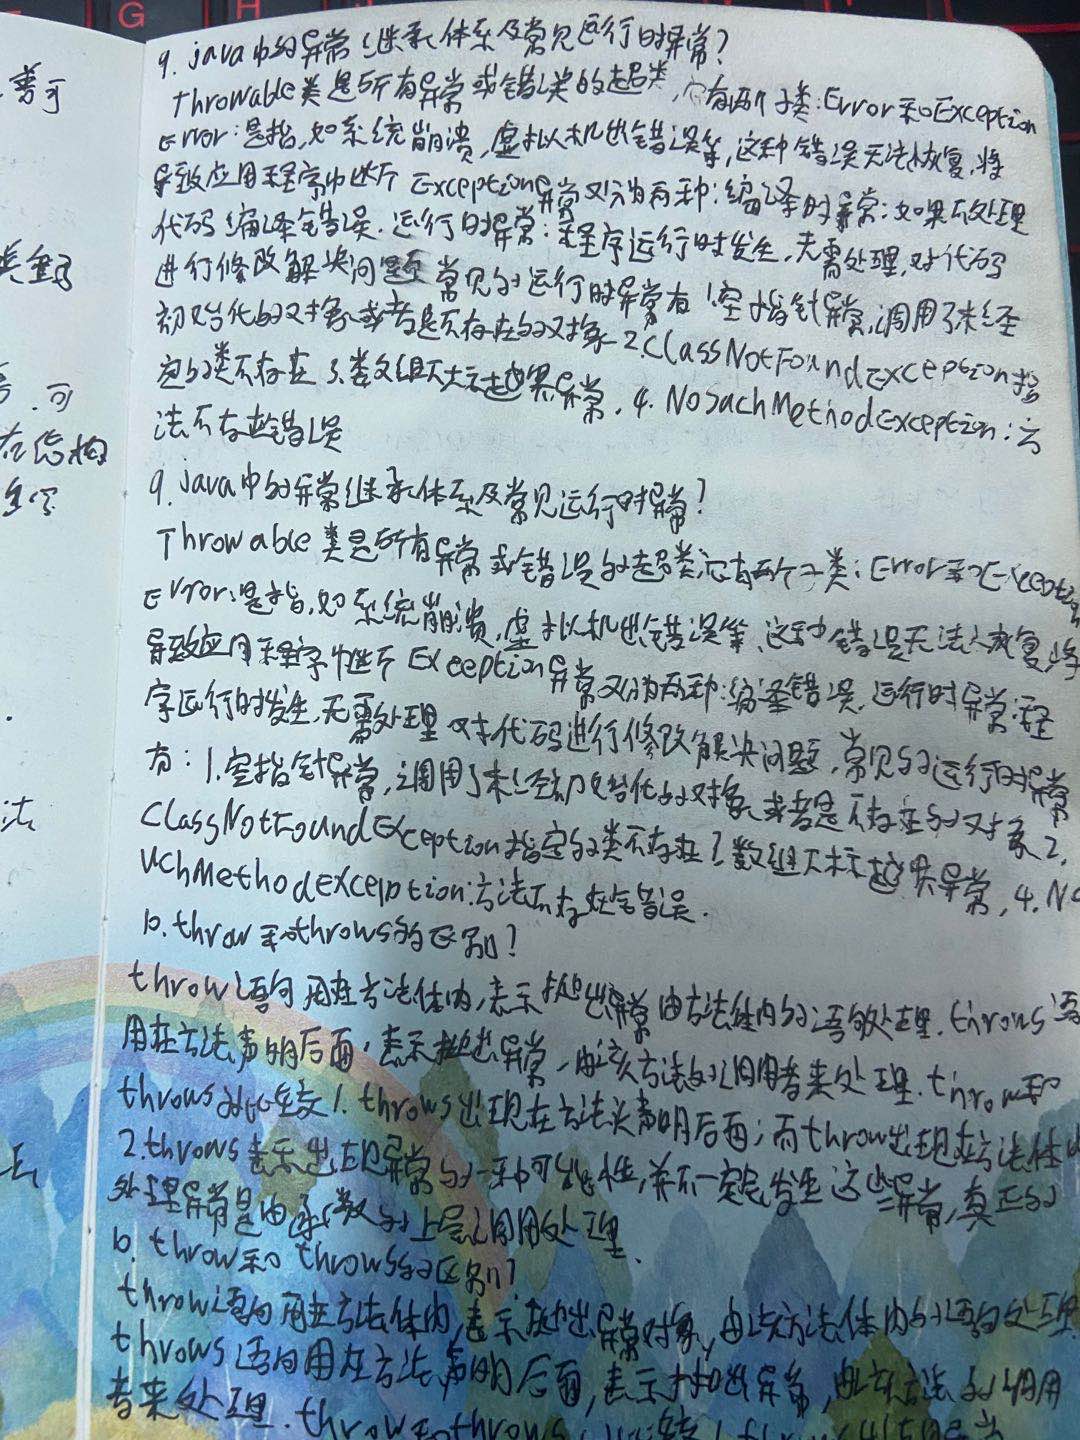 9. java中的异常继承体系及常见运行时异常？
Throwable类是所有异常或错误的超类，它有两个子类：Error和Exception
Error：是指，如系统崩溃，虚拟机出错误等，这种错误无法恢复，将
导致应用程序中断 Exception异常又分为两种：编译时异常：如果不处理
代码编译错误. 运行时异常：程序运行时发生，无需处理，对代码
进行修改解决问题 常见的运行时异常有 1.空指针异常，调用了未经
初始化的对象或者是不存在的对象 2.ClassNotFoundException指
定的类不存在 3.数组下标越界异常. 4. NoSachMethodException：方
法不存在错误
9. java中的异常继承体系及常见运行时异常？
Throwable类是所有异常或错误的超类，它有两个子类：Error和Exception
Error：是指，如系统崩溃，虚拟机出错误等，这种错误无法恢复，将
导致应用程序中断 Exception异常又分为两种：编译错误. 运行时异常：程
序运行时发生，无需处理 对代码进行修改解决问题，常见的运行时异常
有：1.空指针异常，调用了未经初始化的对象或者是不存在的对象 2.
ClassNotFoundException指定的类不存在 3数组下标越界异常，4. No
uchMethodexception：方法不存在错误.
10. throw和throws的区别？
throw语句用在方法体内，表示抛出异常由方法体内的语句处理. throws语
用在方法声明后面，表示抛出异常，由该方法的调用者来处理. throw和
throws的比较 1. throws出现在方法头声明后面；而throw出现在方法体
2.throws表示出现异常的一种可能性，并不一定会发生这些异常，真正的
处理异常是由函数的上层调用处理.
10. throw和throws的区别？
throw语句用在方法体内，表示抛出异常对象，由该方法体内的语句处理
throws语句用在方法声明后面，表示抛出异常，由该方法的调用
者来处理. throw和throws
善可
可
在结构
法